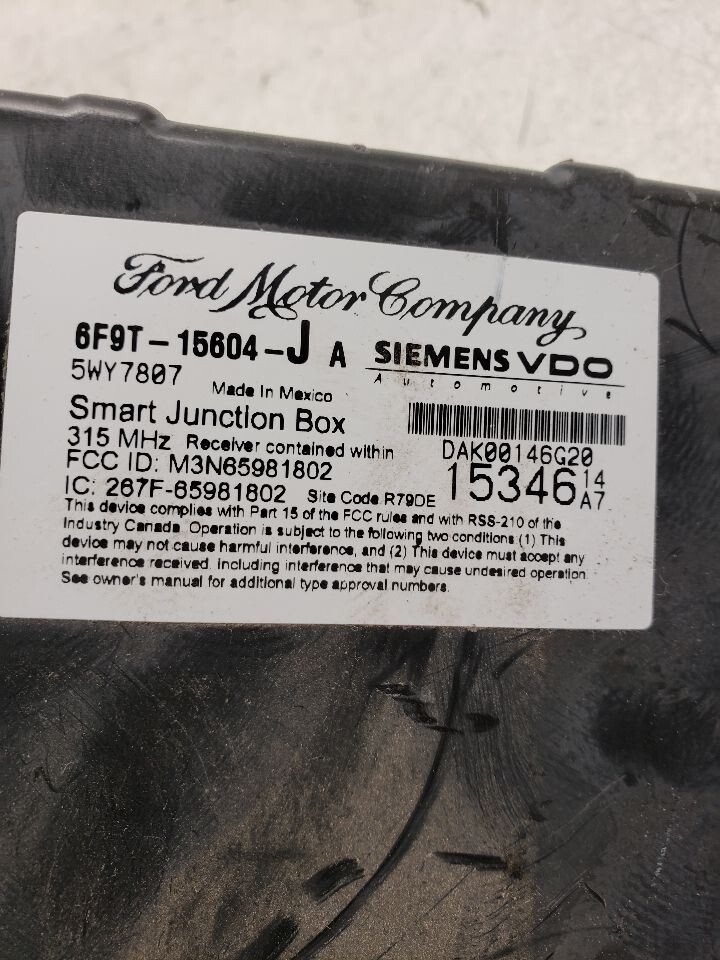 Ford Motor Company
6F9T-15604-J A SIEMENS VDO
5WY7807 Automotive
Made In Mexico
Smart Junction Box
315 MHz Receiver contained within DAK00146G20
FCC ID: M3N65981802 15346 14 A7
IC: 267F-65981802 Site Code R79DE
This device complies with Part 15 of the FCC rules and with RSS-210 of the
Industry Canada. Operation is subject to the following two conditions (1) This
device may not cause harmful interference, and (2) This device must accept any
interference received. Including interference that may cause undesired operation.
See owner's manual for additional type approval numbers.